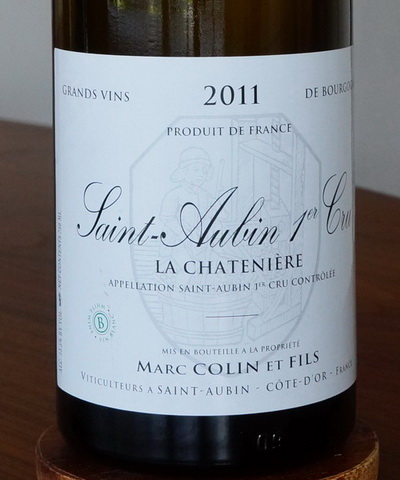 GRANDS VINS 2011 DE BOURGOG
PRODUIT DE FRANCE
Saint-Aubin 1er Cru
LA CHATENIÈRE
APPELLATION SAINT-AUBIN 1ER CRU CONTRÔLÉE
MIS EN BOUTEILLE A LA PROPRIÉTÉ
MARC COLIN ET FILS
VITICULTEURS A SAINT-AUBIN - CÔTE-D'OR - FRANCE
B